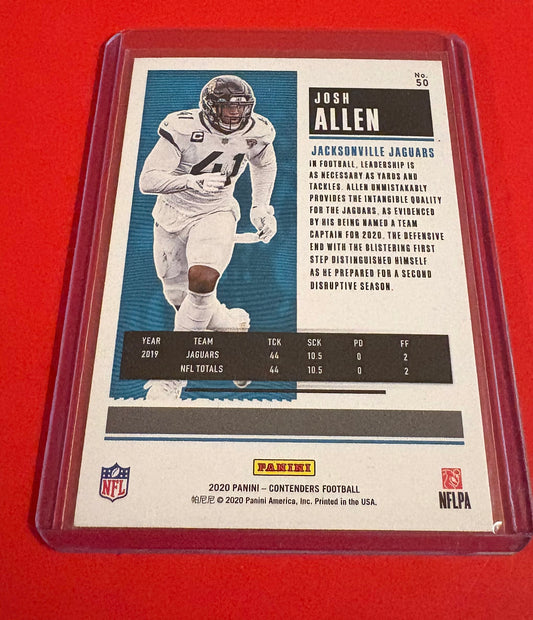 No.
50
JOSH
ALLEN
JACKSONVILLE JAGUARS
IN FOOTBALL, LEADERSHIP IS
AS NECESSARY AS YARDS AND
TACKLES. ALLEN UNMISTAKABLY
PROVIDES THE INTANGIBLE QUALITY
FOR THE JAGUARS, AS EVIDENCED
BY HIS BEING NAMED A TEAM
CAPTAIN FOR 2020. THE DEFENSIVE
END WITH THE BLISTERING FIRST
STEP DISTINGUISHED HIMSELF
AS HE PREPARED FOR A SECOND
DISRUPTIVE SEASON.
41
41
C
YEAR TEAM TCK SCK PD FF
2019 JAGUARS 44 10.5 0 2
NFL TOTALS 44 10.5 0 2
PANINI
NFL
2020 PANINI – CONTENDERS FOOTBALL
帕尼尼 © 2020 Panini America, Inc. Printed in the USA.
NFLPA